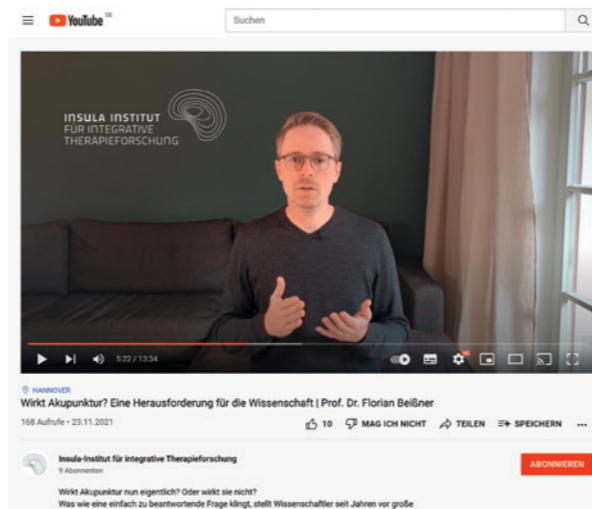 YouTube DE
Suchen
INSULA INSTITUT
FÜR INTEGRATIVE
THERAPIEFORSCHUNG
5:22 / 13:34
HANNOVER
Wirkt Akupunktur? Eine Herausforderung für die Wissenschaft | Prof. Dr. Florian Beißner
168 Aufrufe • 23.11.2021
10 MAG ICH NICHT TEILEN SPEICHERN ...
Insula-Institut für integrative Therapieforschung
9 Abonnenten
ABONNIEREN
Wirkt Akupunktur nun eigentlich? Oder wirkt sie nicht?
Was wie eine einfach zu beantwortende Frage klingt, stellt Wissenschaftler seit Jahren vor große